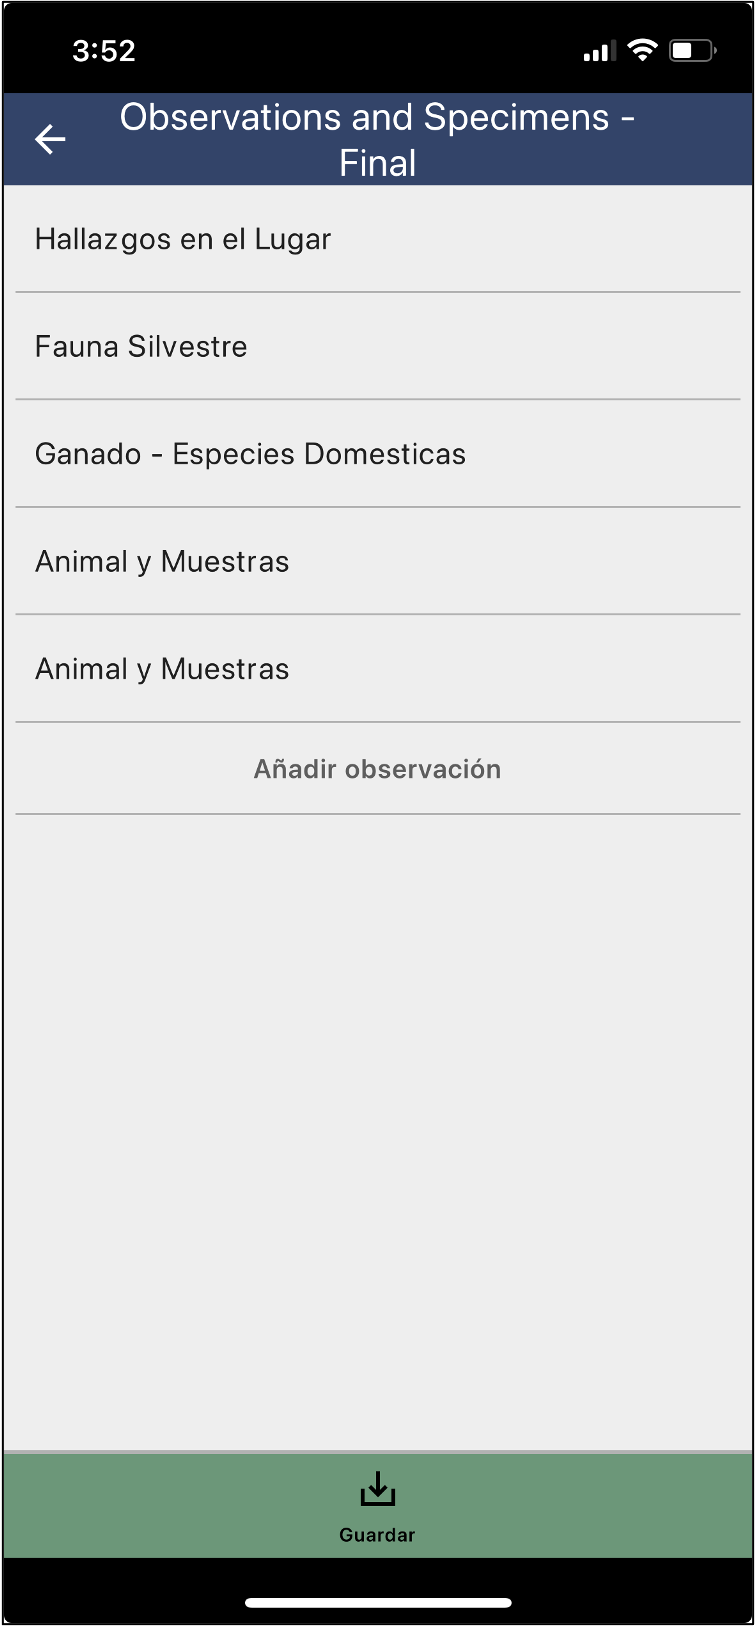 3:52
Observations and Specimens -
Final
Hallazgos en el Lugar
Fauna Silvestre
Ganado - Especies Domesticas
Animal y Muestras
Animal y Muestras
Añadir observación
Guardar